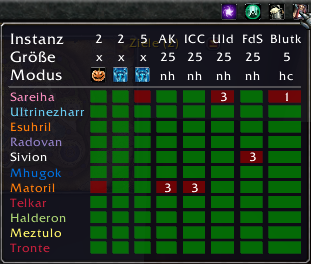 Instanz 2 2 5 AK ICC Uld FdS Blutk
Größe x x x 25 25 25 25 5
Modus nh nh nh nh hc
Sareiha 3 1
Ultrinezharr
Esuhril
Radovan
Sivion 3
Mhugok
Matoril 3 3
Telkar
Halderon
Meztulo
Tronte